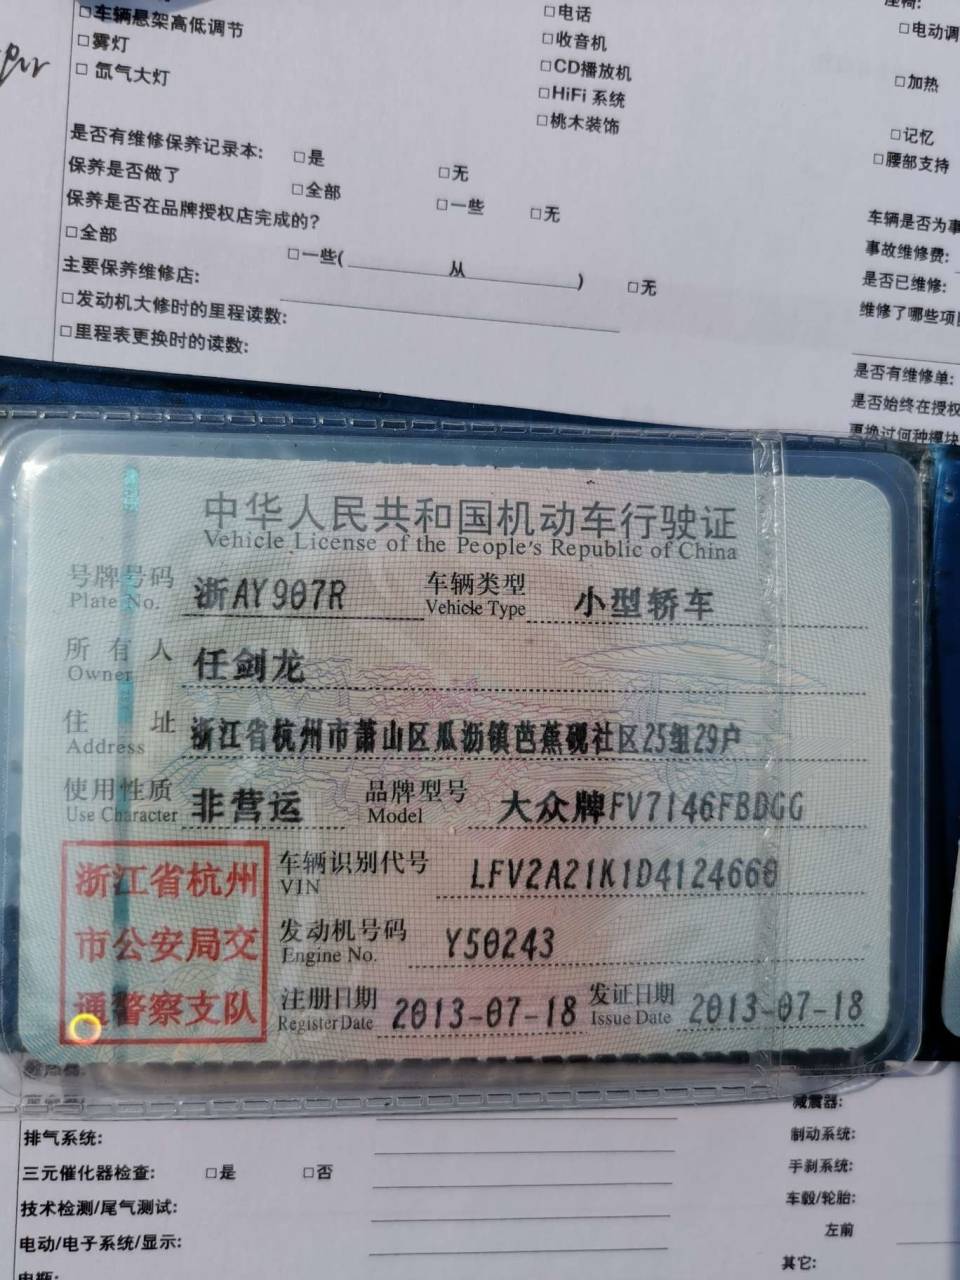 □车辆悬架高低调节
□雾灯
□ 氙气大灯
□电话
□收音机
□CD播放机
□HiFi 系统
□桃木装饰
座椅:
□电动调
□加热
□记忆
□腰部支持
是否有维修保养记录本: □是 □无
保养是否做了 □全部 □一些 □无
保养是否在品牌授权店完成的?
□全部 □一些( 从 ) □无
主要保养维修店:
□发动机大修时的里程读数:
□里程表更换时的读数:
车辆是否为事
事故维修费:
是否已维修:
维修了哪些项目
是否有维修单:
是否始终在授权
更换过何种模块
中华人民共和国机动车行驶证
Vehicle License of the People's Republic of China
号牌号码 浙AY907R 车辆类型 小型轿车
Plate No. Vehicle Type
所有人 任剑龙
Owner
住址 浙江省杭州市萧山区瓜沥镇芭蕉砚社区25组29户
Address
使用性质 非营运 品牌型号 大众牌FV7146FBDGG
Use Character Model
浙江省杭州
市公安局交
通警察支队
车辆识别代号 LFV2A21K1D4124660
VIN
发动机号码 Y50243
Engine No.
注册日期 2013-07-18 发证日期 2013-07-18
Register Date Issue Date
排气系统:
三元催化器检查: □是 □否
技术检测/尾气测试:
电动/电子系统/显示:
电瓶:
减震器:
制动系统:
手刹系统:
车毂/轮胎:
左前
其它: